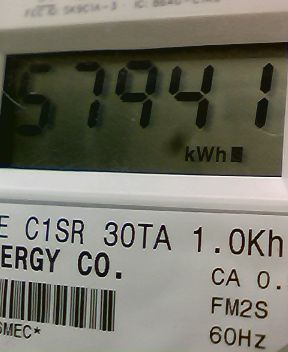 57941
kWh
E C1SR 30TA 1.0Kh
ERGY CO.
CA 0.
FM2S
60Hz
SMEC*